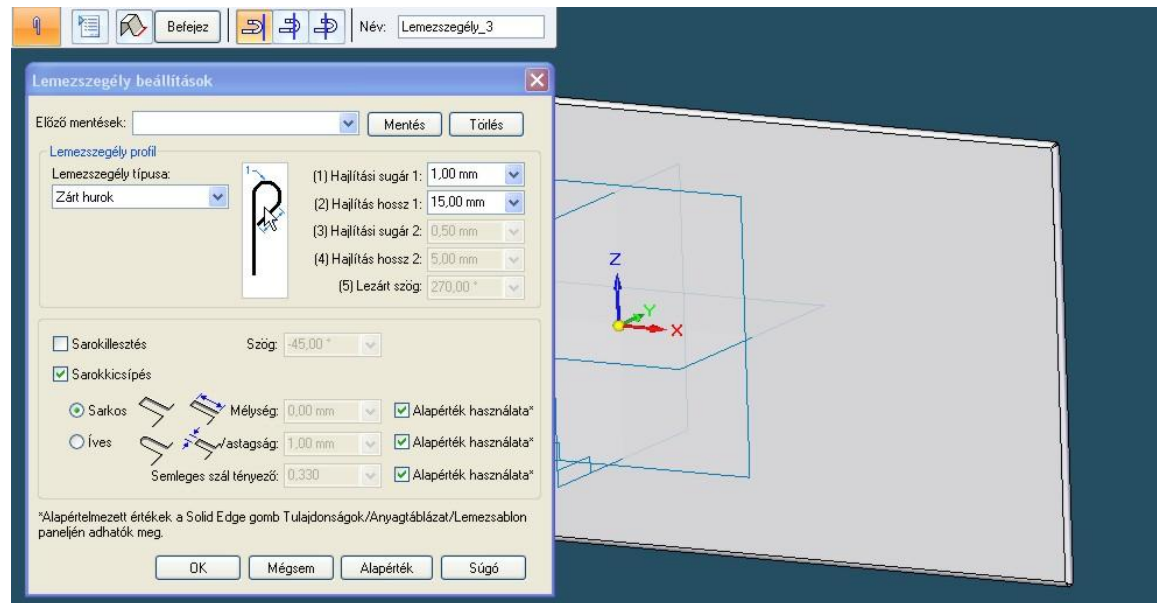 Befejez
Név: Lemezszegély_3
Lemezszegély beállítások
Előző mentések:
Mentés
Törlés
Lemezszegély profil
Lemezszegély típusa:
Zárt hurok
1
(1) Hajlítási sugár 1: 1,00 mm
(2) Hajlítás hossz 1: 15,00 mm
(3) Hajlítási sugár 2: 0,50 mm
(4) Hajlítás hossz 2: 5,00 mm
(5) Lezárt szög: 270,00 °
Sarokillesztés
Szög: -45,00 °
Sarokkicsípés
Sarkos
Mélység: 0,00 mm
Alapérték használata*
Íves
Vastagság: 1,00 mm
Alapérték használata*
Semleges szál tényező: 0,330
Alapérték használata*
*Alapértelmezett értékek a Solid Edge gomb Tulajdonságok/Anyagtáblázat/Lemezsablon
paneljén adhatók meg.
OK
Mégsem
Alapérték
Súgó
Z
Y
X